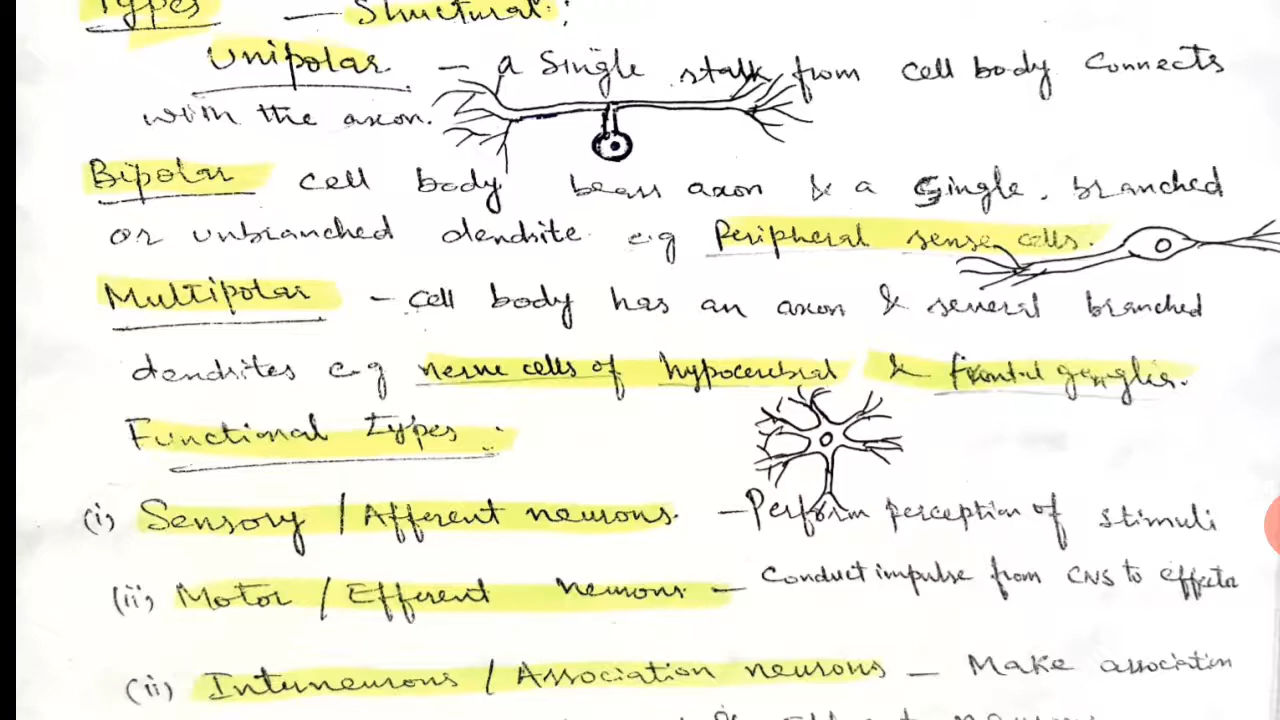 Types — Structural:
Unipolar — a Single stalk from cell body Connects
with the axon.
Bipolar cell body bears axon & a Single, branched
or unbranched dendrite e.g Peripheral sense cells.
Multipolar - cell body has an axon & several branched
dendrites e.g nerve cells of hypocerebral & frontal ganglia.
Functional Types :
(i) Sensory / Afferent neurons. - Perform perception of stimuli
(ii) Motor / Efferent neurons. - Conduct impulse from CNS to effector
(ii) Interneurons / Association neurons - Make association
neurons